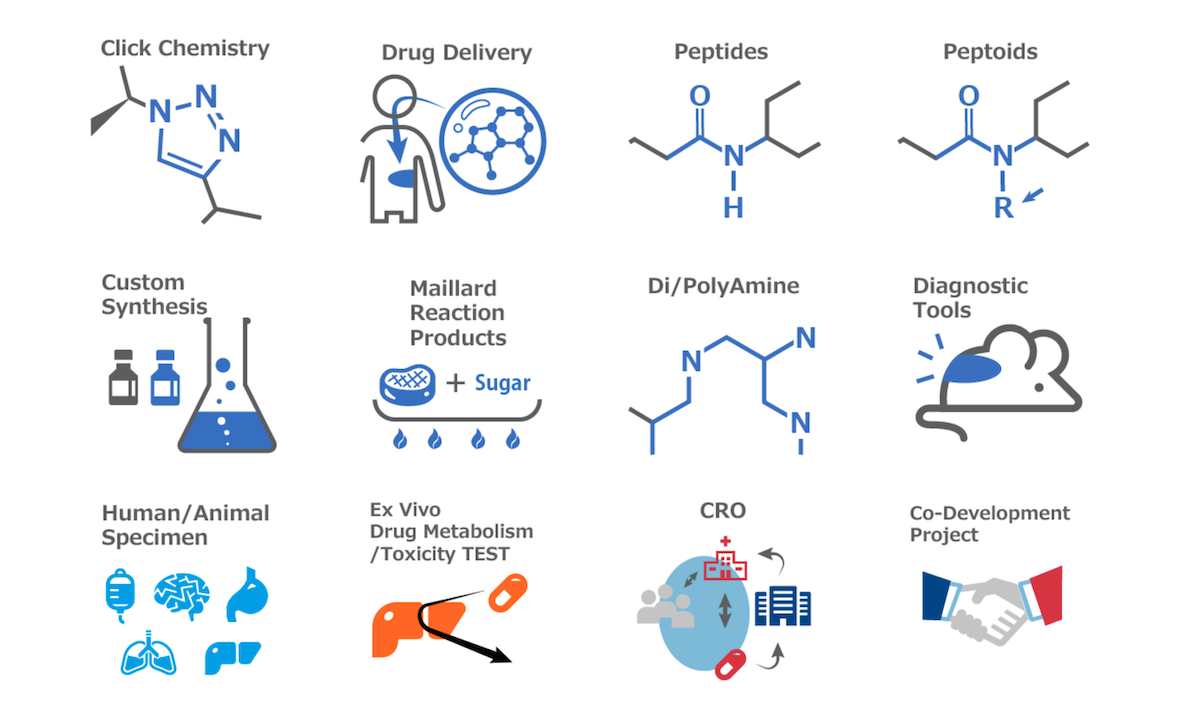 Click Chemistry
N
N
N
Drug Delivery
Peptides
O
N
H
Peptoids
O
N
R
Custom
Synthesis
Maillard
Reaction
Products
+ Sugar
Di/PolyAmine
N
N
N
Diagnostic
Tools
Human/Animal
Specimen
Ex Vivo
Drug Metabolism
/Toxicity TEST
CRO
Co-Development
Project